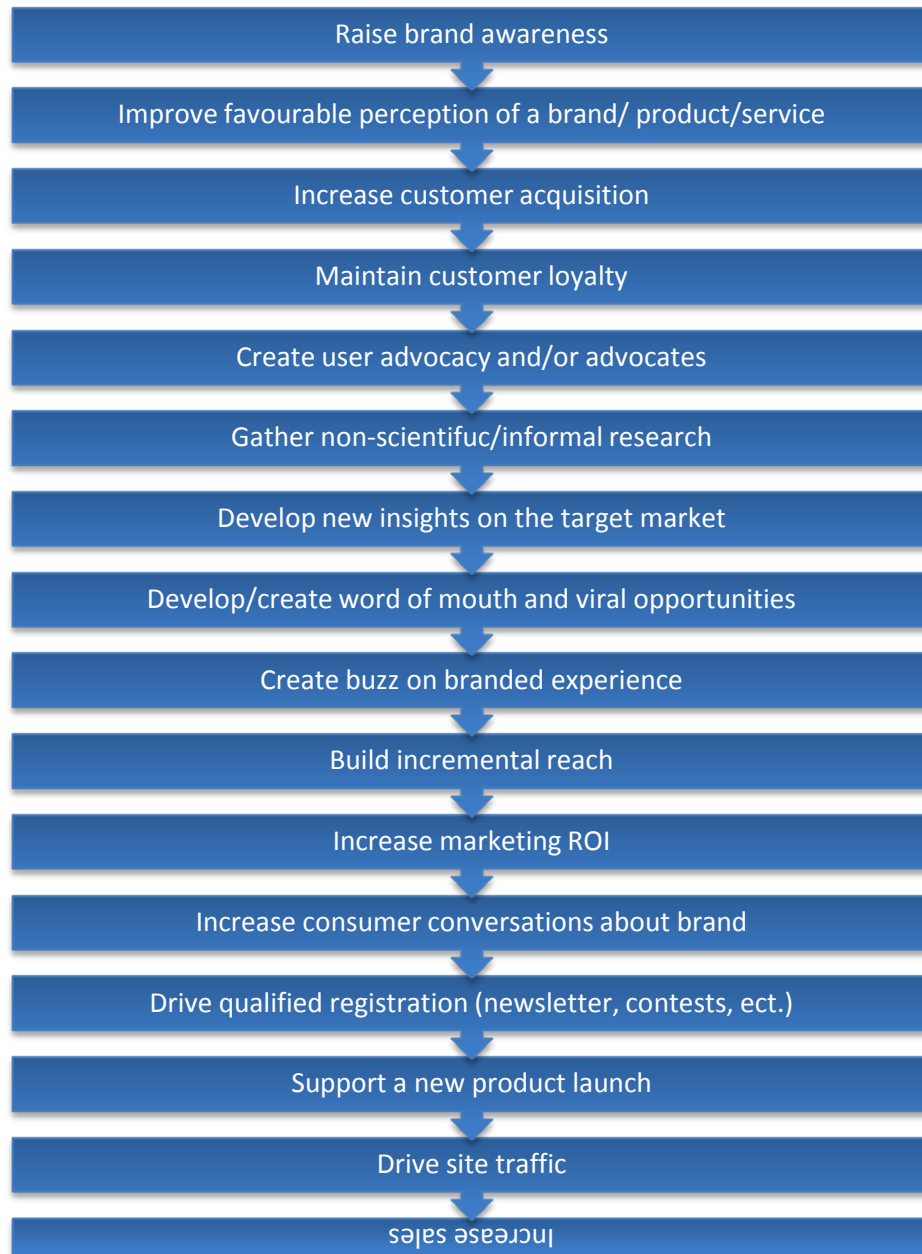 Raise brand awareness
Improve favourable perception of a brand/ product/service
Increase customer acquisition
Maintain customer loyalty
Create user advocacy and/or advocates
Gather non-scientifuc/informal research
Develop new insights on the target market
Develop/create word of mouth and viral opportunities
Create buzz on branded experience
Build incremental reach
Increase marketing ROI
Increase consumer conversations about brand
Drive qualified registration (newsletter, contests, ect.)
Support a new product launch
Drive site traffic
Increase sales